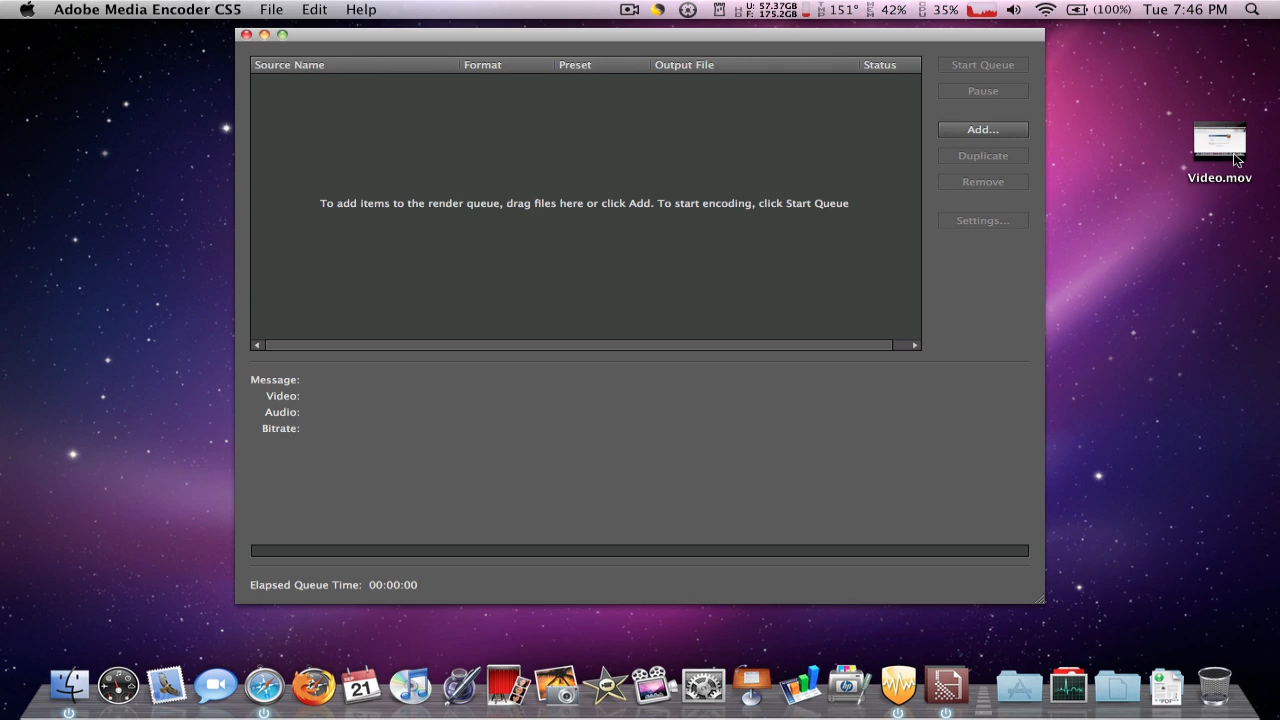 Adobe Media Encoder CS5 File Edit Help U: 57.37GB F: 175.2GB 151° 42% 35% (100%) Tue 7:46 PM
Source Name Format Preset Output File Status
Start Queue
Pause
Add...
Duplicate
Remove
Settings...
To add items to the render queue, drag files here or click Add. To start encoding, click Start Queue
Video.mov
Message:
Video:
Audio:
Bitrate:
Elapsed Queue Time: 00:00:00
21